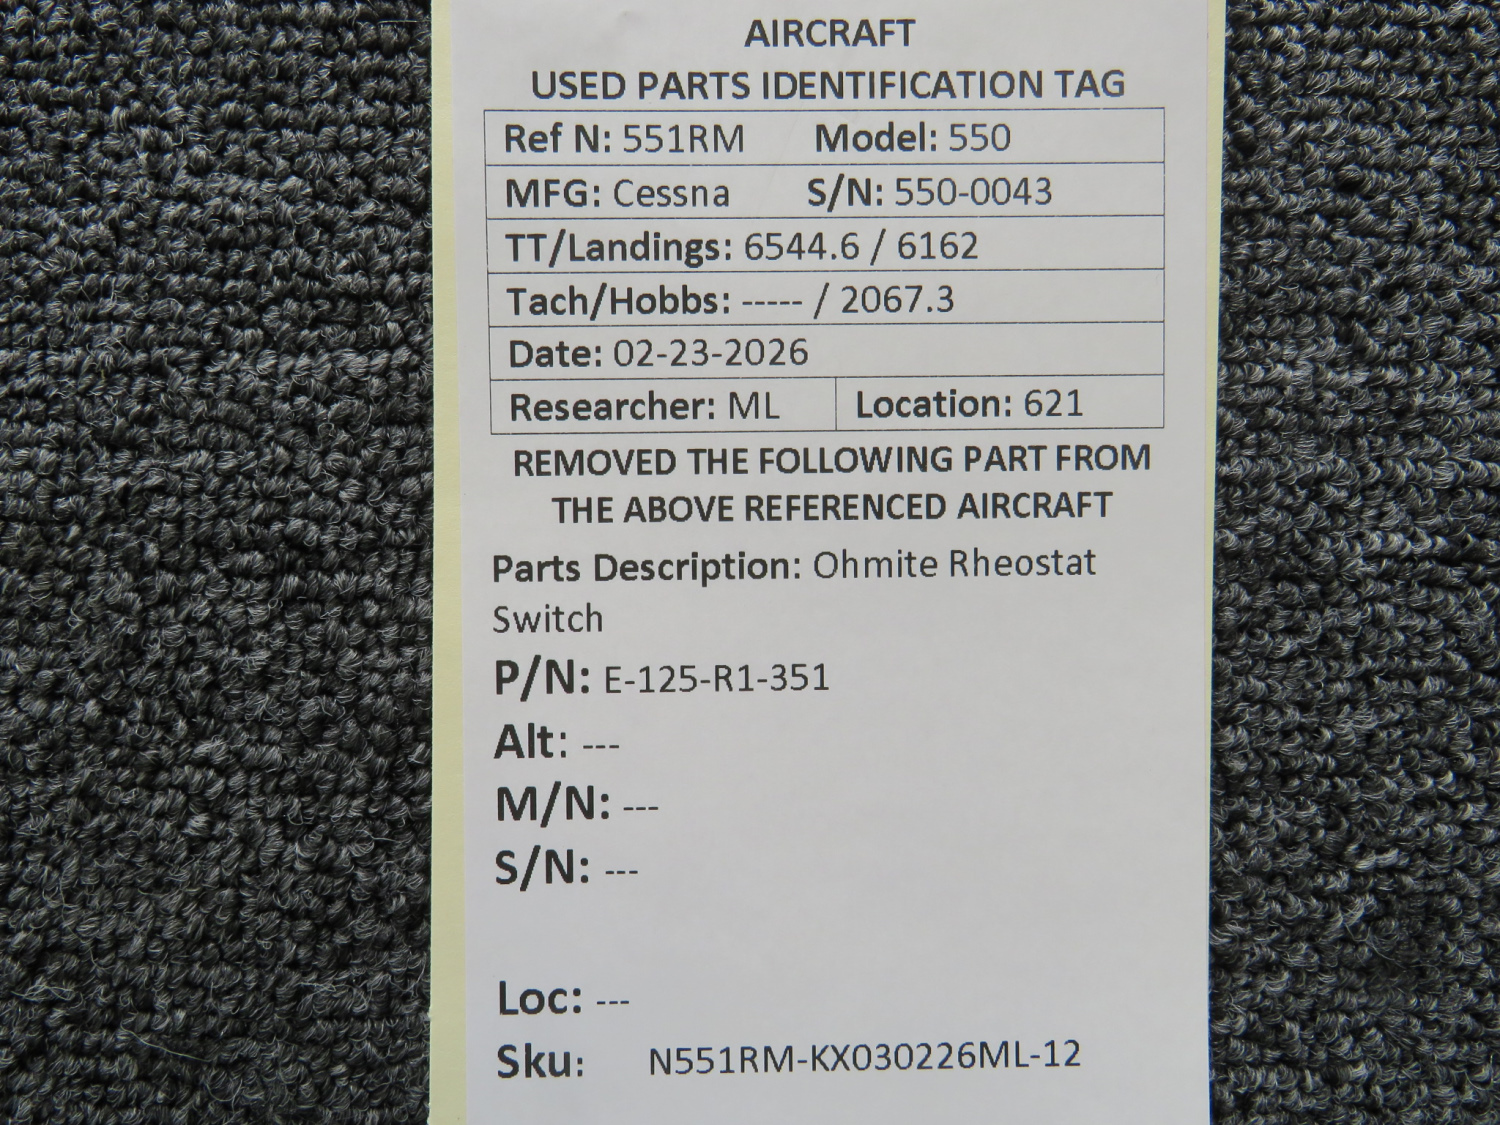 AIRCRAFT
USED PARTS IDENTIFICATION TAG
Ref N: 551RM Model: 550
MFG: Cessna S/N: 550-0043
TT/Landings: 6544.6 / 6162
Tach/Hobbs: ----- / 2067.3
Date: 02-23-2026
Researcher: ML Location: 621
REMOVED THE FOLLOWING PART FROM
THE ABOVE REFERENCED AIRCRAFT
Parts Description: Ohmite Rheostat
Switch
P/N: E-125-R1-351
Alt: ---
M/N: ---
S/N: ---
Loc: ---
Sku: N551RM-KX030226ML-12